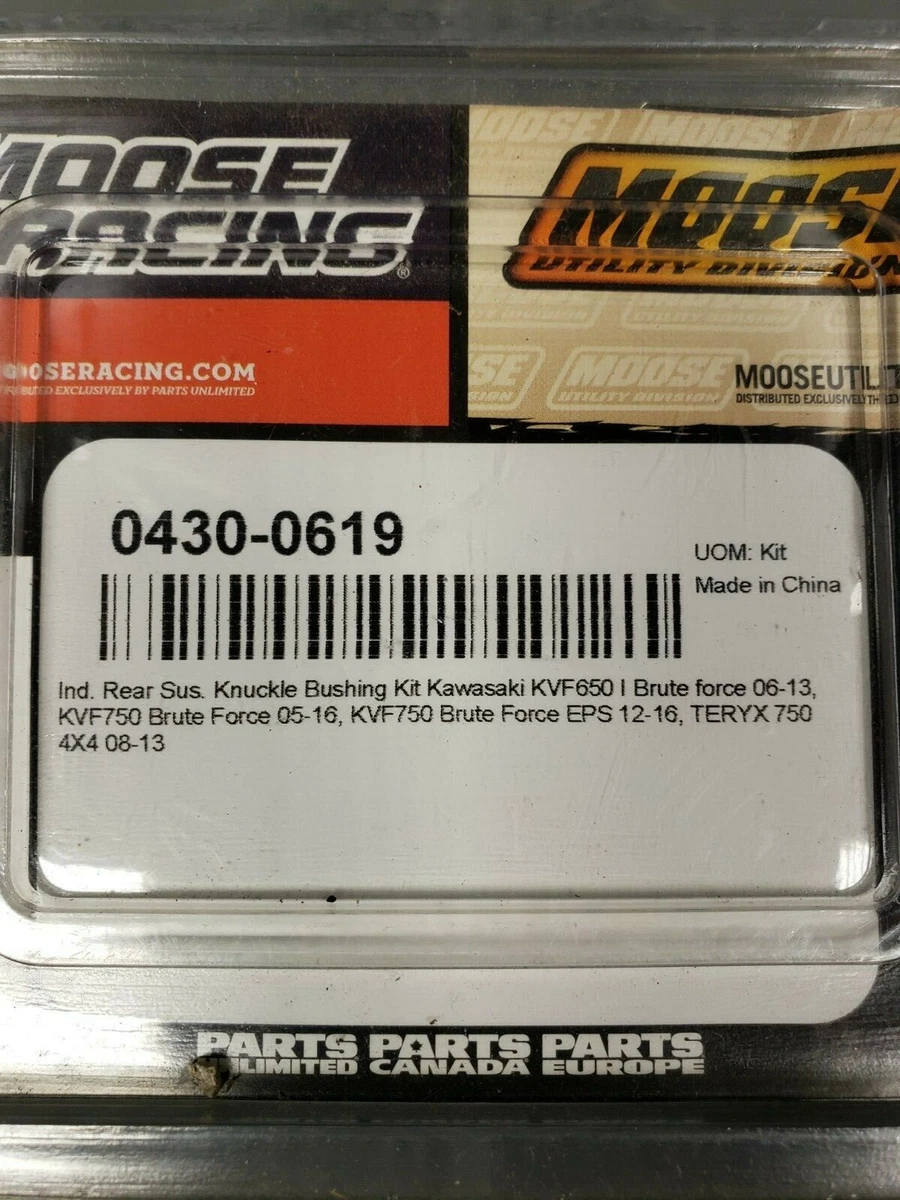 MOOSE
RACING®
MOOSE
UTILITY DIVISION
MOOSERACING.COM
DISTRIBUTED EXCLUSIVELY BY PARTS UNLIMITED
MOOSE
UTILITY DIVISION
MOOSEUTILIT
DISTRIBUTED EXCLUSIVELY
0430-0619
UOM: Kit
Made in China
Ind. Rear Sus. Knuckle Bushing Kit Kawasaki KVF650 I Brute force 06-13,
KVF750 Brute Force 05-16, KVF750 Brute Force EPS 12-16, TERYX 750
4X4 08-13
PARTS PARTS PARTS
UNLIMITED CANADA EUROPE